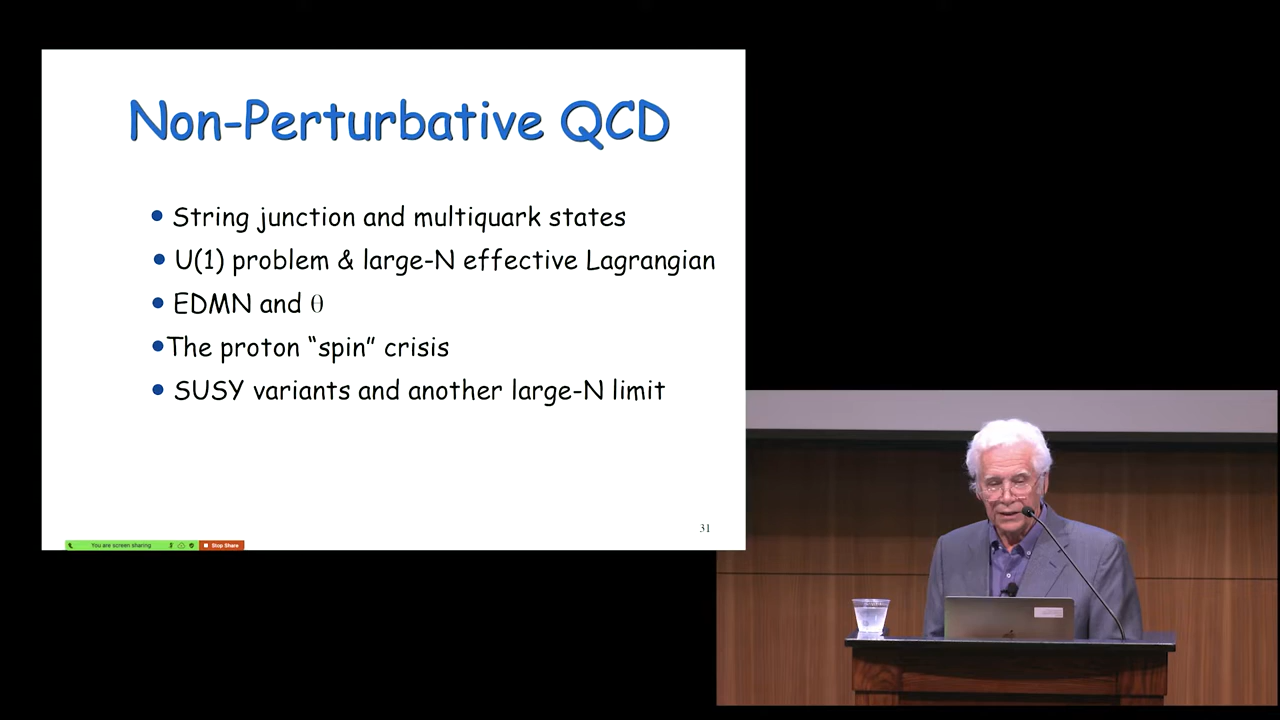 Non-Perturbative QCD
• String junction and multiquark states
• U(1) problem & large-N effective Lagrangian
• EDMN and θ
•The proton “spin” crisis
• SUSY variants and another large-N limit
31
You are screen sharing
Stop Share